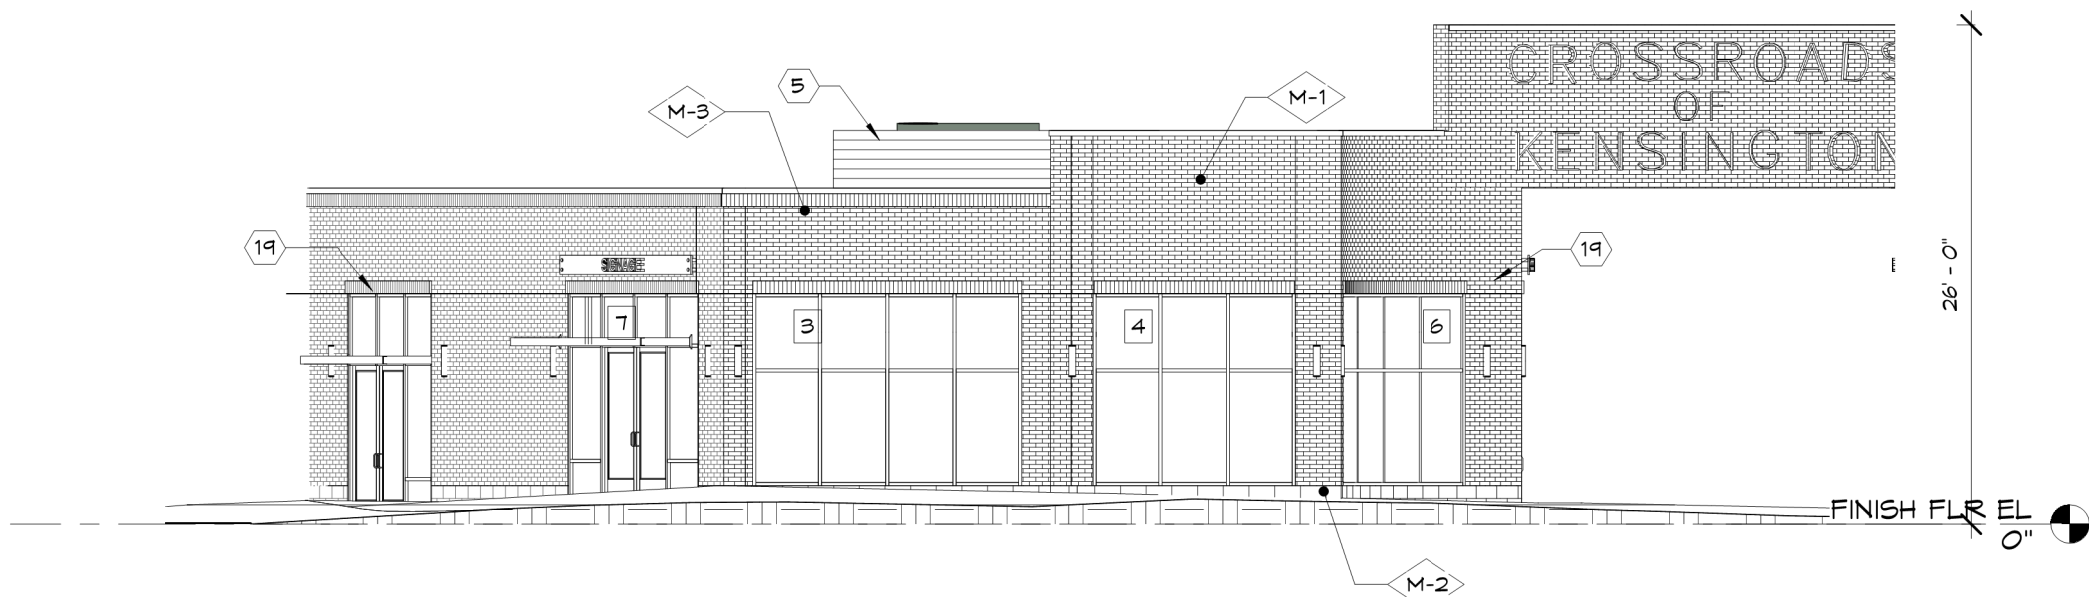 CROSSROADS
OF
KENSINGTON
5
M-3
M-1
19
SIGNAGE
19
26' - 0"
7
3
4
6
FINISH FLR EL
0"
M-2